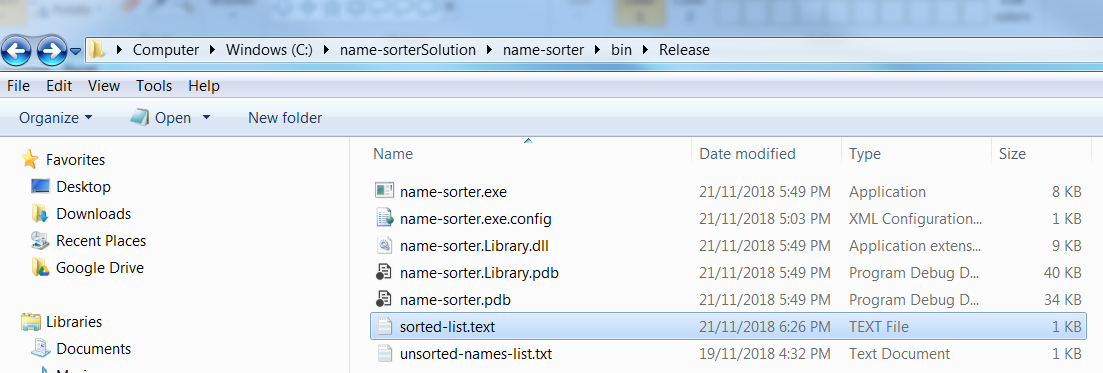 Computer Windows (C:) name-sorterSolution name-sorter bin Release
File Edit View Tools Help
Organize Open New folder
Favorites
Desktop
Downloads
Recent Places
Google Drive
Libraries
Documents
Name Date modified Type Size
name-sorter.exe 21/11/2018 5:49 PM Application 8 KB
name-sorter.exe.config 21/11/2018 5:03 PM XML Configuration... 1 KB
name-sorter.Library.dll 21/11/2018 5:49 PM Application extens... 9 KB
name-sorter.Library.pdb 21/11/2018 5:49 PM Program Debug D... 40 KB
name-sorter.pdb 21/11/2018 5:49 PM Program Debug D... 34 KB
sorted-list.text 21/11/2018 6:26 PM TEXT File 1 KB
unsorted-names-list.txt 19/11/2018 4:32 PM Text Document 1 KB